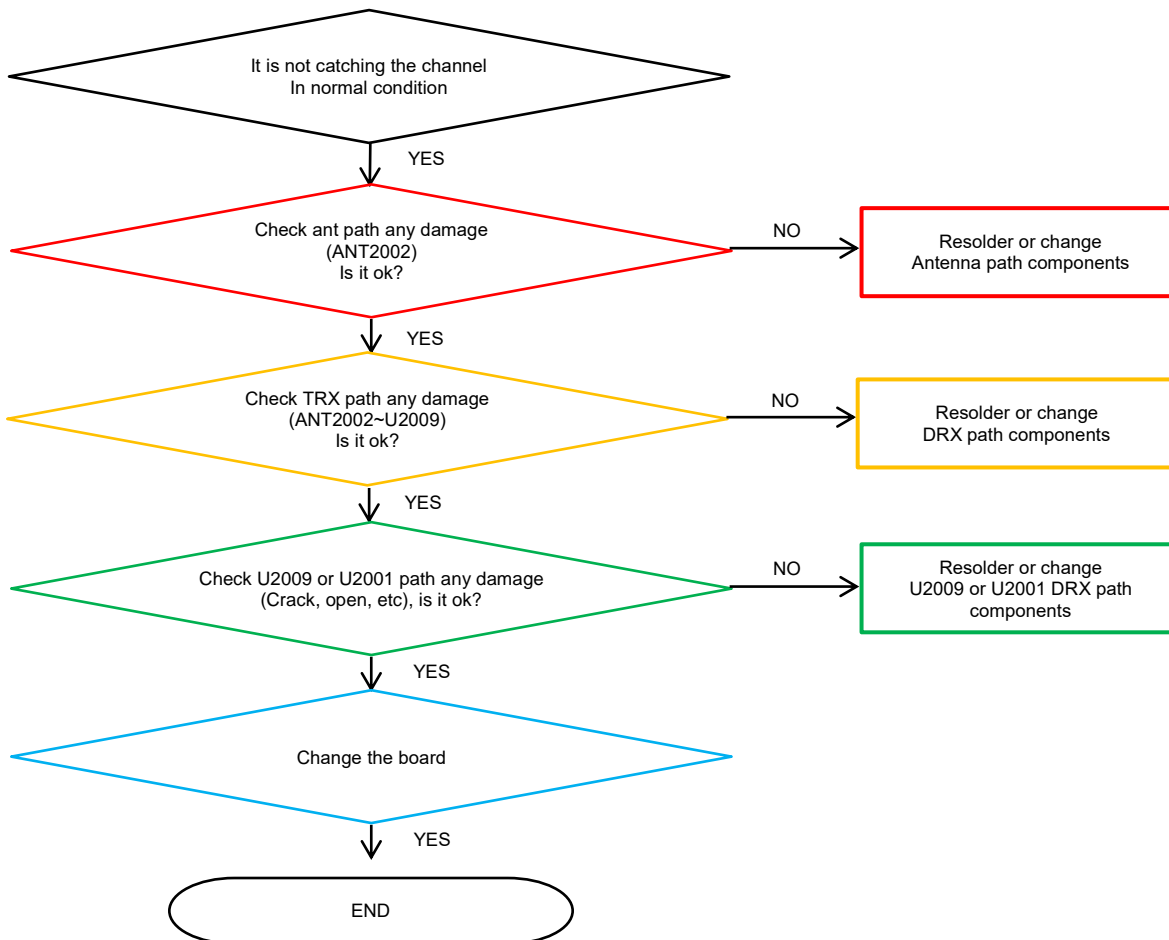 It is not catching the channel
In normal condition
YES
Check ant path any damage
(ANT2002)
Is it ok?
NO
Resolder or change
Antenna path components
YES
Check TRX path any damage
(ANT2002~U2009)
Is it ok?
NO
Resolder or change
DRX path components
YES
Check U2009 or U2001 path any damage
(Crack, open, etc), is it ok?
NO
Resolder or change
U2009 or U2001 DRX path
components
YES
Change the board
YES
END